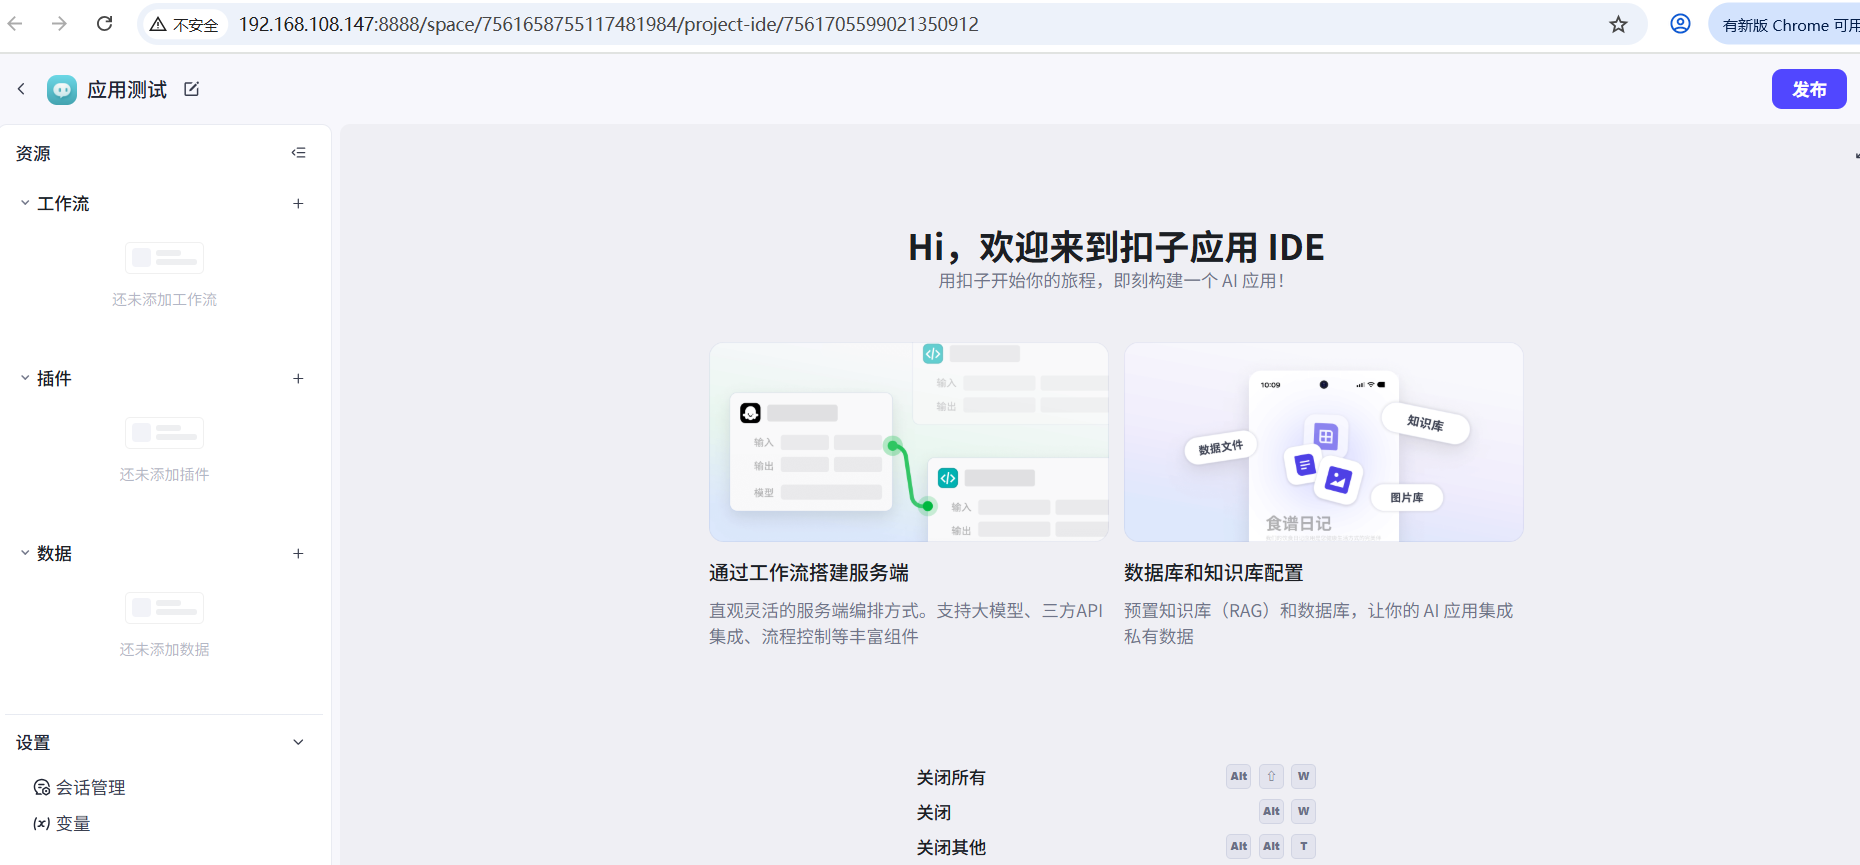 不安全
192.168.108.147:8888/space/7561658755117481984/project-ide/7561705599021350912
有新版 Chrome 可用
应用测试
发布
资源
工作流
还未添加工作流
插件
还未添加插件
数据
还未添加数据
设置
会话管理
变量
Hi，欢迎来到扣子应用 IDE
用扣子开始你的旅程，即刻构建一个 AI 应用！
输入
输出
输入
输出
模型
输入
输出
通过工作流搭建服务端
直观灵活的服务端编排方式。支持大模型、三方API
集成、流程控制等丰富组件
10:09
知识库
数据文件
图片库
食谱日记
数据库和知识库配置
预置知识库（RAG）和数据库，让你的 AI 应用集成
私有数据
关闭所有 Alt ⇧ W
关闭 Alt W
关闭其他 Alt Alt T